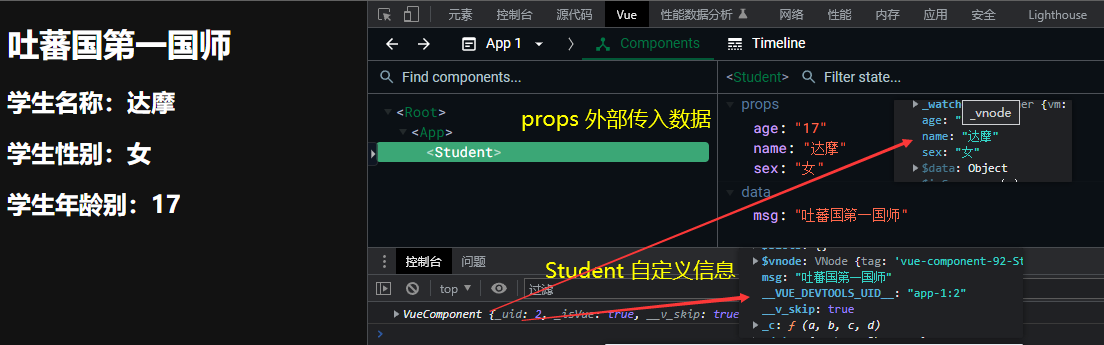 吐蕃国第一国师
学生名称：达摩
学生性别：女
学生年龄别：17
元素 控制台 源代码 Vue 性能数据分析 网络 性能 内存 应用 安全 Lighthouse
App 1 Components Timeline
Find components...
<Student> Filter state...
<Root>
<App>
<Student>
props 外部传入数据
props
age: "17"
name: "达摩"
sex: "女"
data
msg: "吐蕃国第一国师"
_vnode
age: "
name: "达摩"
sex: "女"
$data: Object
控制台 问题
Student 自定义信息
top 过滤
VueComponent {_uid: 2, _isVue: true, __v_skip: true
$vnode: VNode {tag: 'vue-component-92-St
msg: "吐蕃国第一国师"
__VUE_DEVTOOLS_UID__: "app-1:2"
__v_skip: true
_c: ƒ (a, b, c, d)